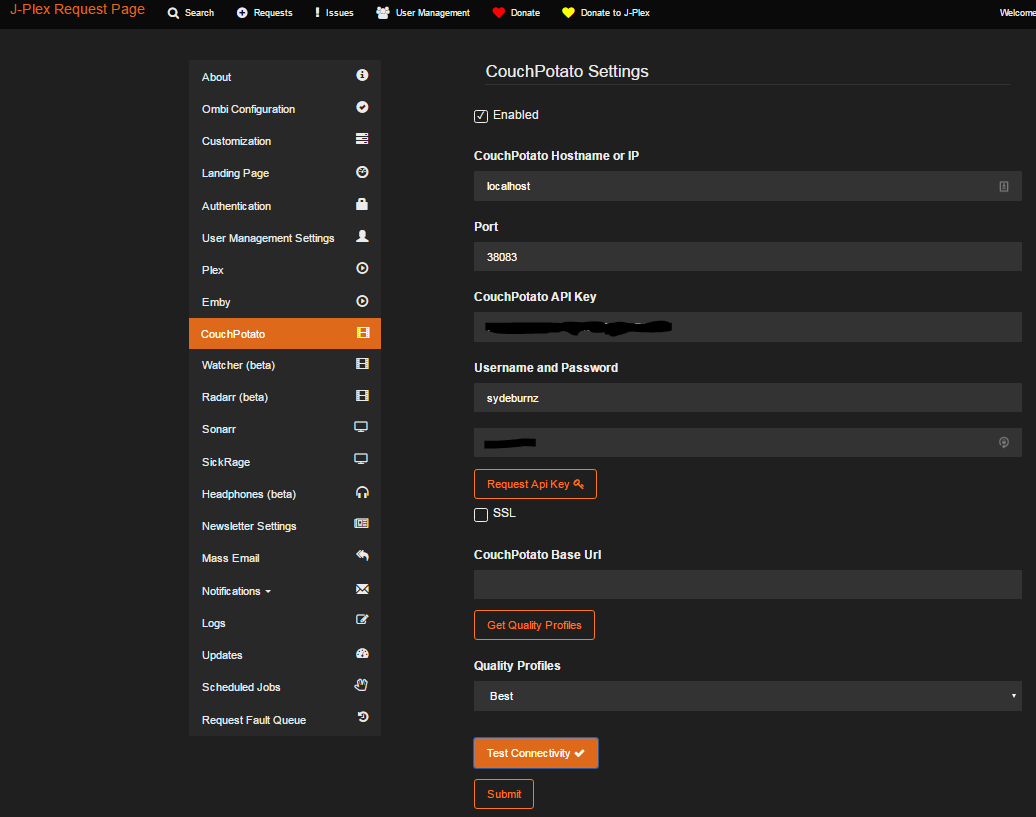 J-Plex Request Page Search Requests Issues User Management Donate Donate to J-Plex Welcome
About
Ombi Configuration
Customization
Landing Page
Authentication
User Management Settings
Plex
Emby
CouchPotato
Watcher (beta)
Radarr (beta)
Sonarr
SickRage
Headphones (beta)
Newsletter Settings
Mass Email
Notifications
Logs
Updates
Scheduled Jobs
Request Fault Queue
CouchPotato Settings
Enabled
CouchPotato Hostname or IP
localhost
Port
38083
CouchPotato API Key
Username and Password
sydeburnz
Request Api Key
SSL
CouchPotato Base Url
Get Quality Profiles
Quality Profiles
Best
Test Connectivity
Submit